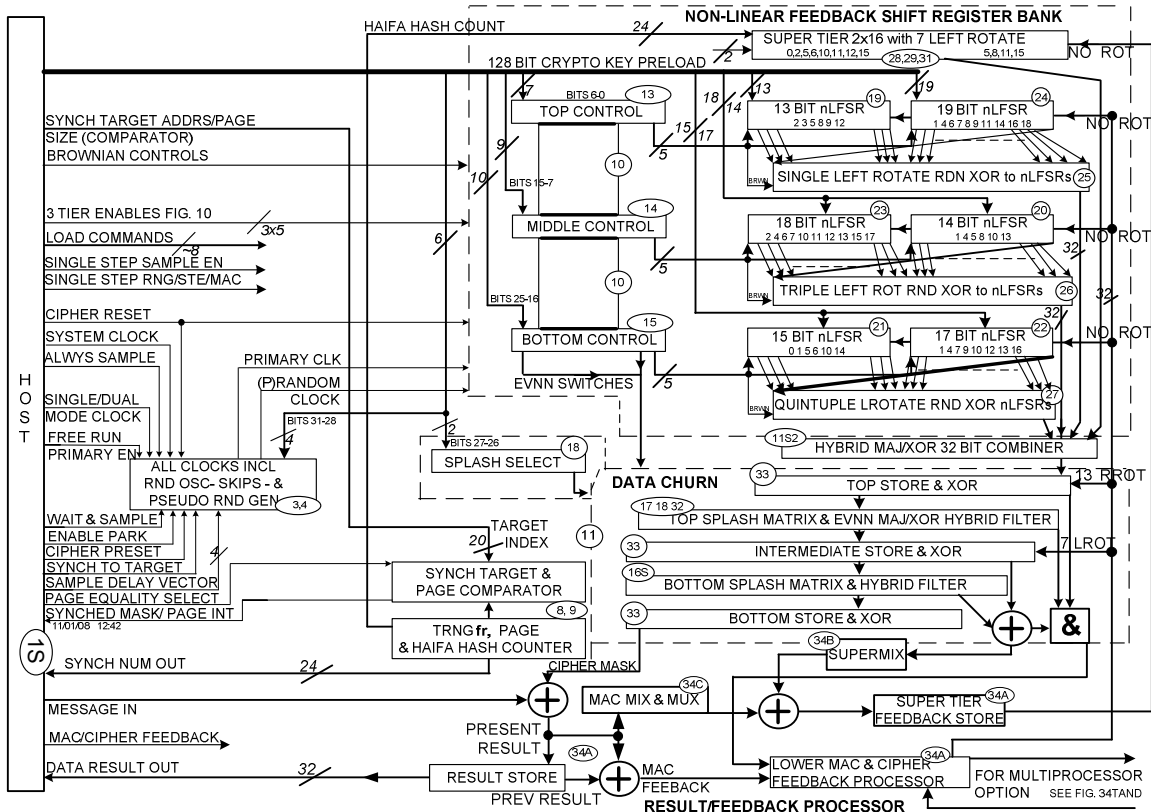 HAIFA HASH COUNT
24
NON-LINEAR FEEDBACK SHIFT REGISTER BANK
SUPER TIER 2x16 with 7 LEFT ROTATE
0,2,5,6,10,11,12,15
5,8,11,15
28,29,31
NO ROT
2
128 BIT CRYPTO KEY PRELOAD
7
BITS 6-0
13
TOP CONTROL
18
14
13
19
13 BIT nLFSR
19
2 3 5 8 9 12
19 BIT nLFSR
24
1 4 6 7 8 9 11 14 16 18
NO ROT
SYNCH TARGET ADDRS/PAGE
SIZE (COMPARATOR)
BROWNIAN CONTROLS
9
10
15
17
5
10
BITS 15-7
BRWN
SINGLE LEFT ROTATE RDN XOR to nLFSRs
25
3 TIER ENABLES FIG. 10
3x5
LOAD COMMANDS
~8
6
14
MIDDLE CONTROL
18 BIT nLFSR
23
2 4 6 7 10 11 12 13 15 17
14 BIT nLFSR
20
1 4 5 8 10 13
NO ROT
32
SINGLE STEP SAMPLE EN
SINGLE STEP RNG/STE/MAC
5
10
BITS 25-16
BRWN
TRIPLE LEFT ROT RND XOR to nLFSRs
26
32
32
CIPHER RESET
SYSTEM CLOCK
ALWYS SAMPLE
15
BOTTOM CONTROL
15 BIT nLFSR
21
0 1 5 6 10 14
17 BIT nLFSR
22
1 4 7 9 10 12 13 16
NO ROT
PRIMARY CLK
(P)RANDOM
CLOCK
EVNN SWITCHES
5
HOST
SINGLE/DUAL
MODE CLOCK
BITS 31-28
4
BRWN
QUINTUPLE LROTATE RND XOR nLFSRs
27
FREE RUN
PRIMARY EN
2
BITS 27-26
11S2
HYBRID MAJ/XOR 32 BIT COMBINER
ALL CLOCKS INCL
RND OSC- SKIPS - &
PSEUDO RND GEN
3,4
SPLASH SELECT
18
DATA CHURN
33
TOP STORE & XOR
13 RROT
WAIT & SAMPLE
ENABLE PARK
CIPHER PRESET
SYNCH TO TARGET
SAMPLE DELAY VECTOR
PAGE EQUALITY SELECT
SYNCHED MASK/ PAGE INT
11/01/08 12:42
4
20
TARGET
INDEX
11
17 18 32
TOP SPLASH MATRIX & EVNN MAJ/XOR HYBRID FILTER
33
INTERMEDIATE STORE & XOR
7 LROT
SYNCH TARGET &
PAGE COMPARATOR
8, 9
16S
BOTTOM SPLASH MATRIX & HYBRID FILTER
33
BOTTOM STORE & XOR
&
TRNG fr, PAGE
& HAIFA HASH COUNTER
1S
SYNCH NUM OUT
24
CIPHER MASK
34B
SUPERMIX
MESSAGE IN
MAC MIX & MUX
34C
SUPER TIER
FEEDBACK STORE
34A
MAC/CIPHER FEEDBACK
PRESENT
RESULT
34A
DATA RESULT OUT
32
RESULT STORE
PREV RESULT
MAC
FEEBACK
LOWER MAC & CIPHER
FEEDBACK PROCESSOR
34A
FOR MULTIPROCESSOR
OPTION
SEE FIG. 34TAND
RESULT/FEEDBACK PROCESSOR